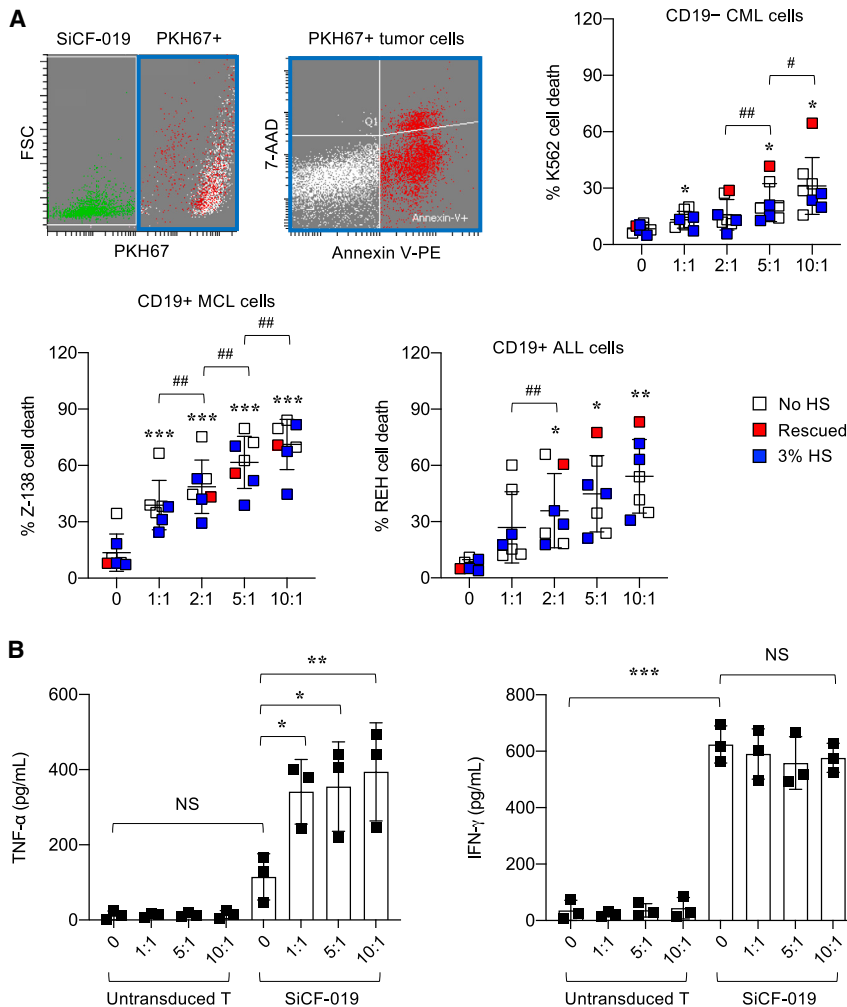 A
SiCF-019 PKH67+
FSC
PKH67
PKH67+ tumor cells
7-AAD
Q1
Annexin-V+
Annexin V-PE
CD19− CML cells
% K562 cell death
120
90
60
30
0
* ## * # *
0 1:1 2:1 5:1 10:1
CD19+ MCL cells
% Z-138 cell death
120
90
60
30
0
## ## ##
*** *** *** ***
0 1:1 2:1 5:1 10:1
CD19+ ALL cells
% REH cell death
120
90
60
30
0
## * * **
0 1:1 2:1 5:1 10:1
No HS
Rescued
3% HS
B
TNF-α (pg/mL)
600
400
200
0
NS
**
*
*
0 1:1 5:1 10:1 0 1:1 5:1 10:1
Untransduced T SiCF-019
IFN-γ (pg/mL)
800
600
400
200
0
*** NS
0 1:1 5:1 10:1 0 1:1 5:1 10:1
Untransduced T SiCF-019